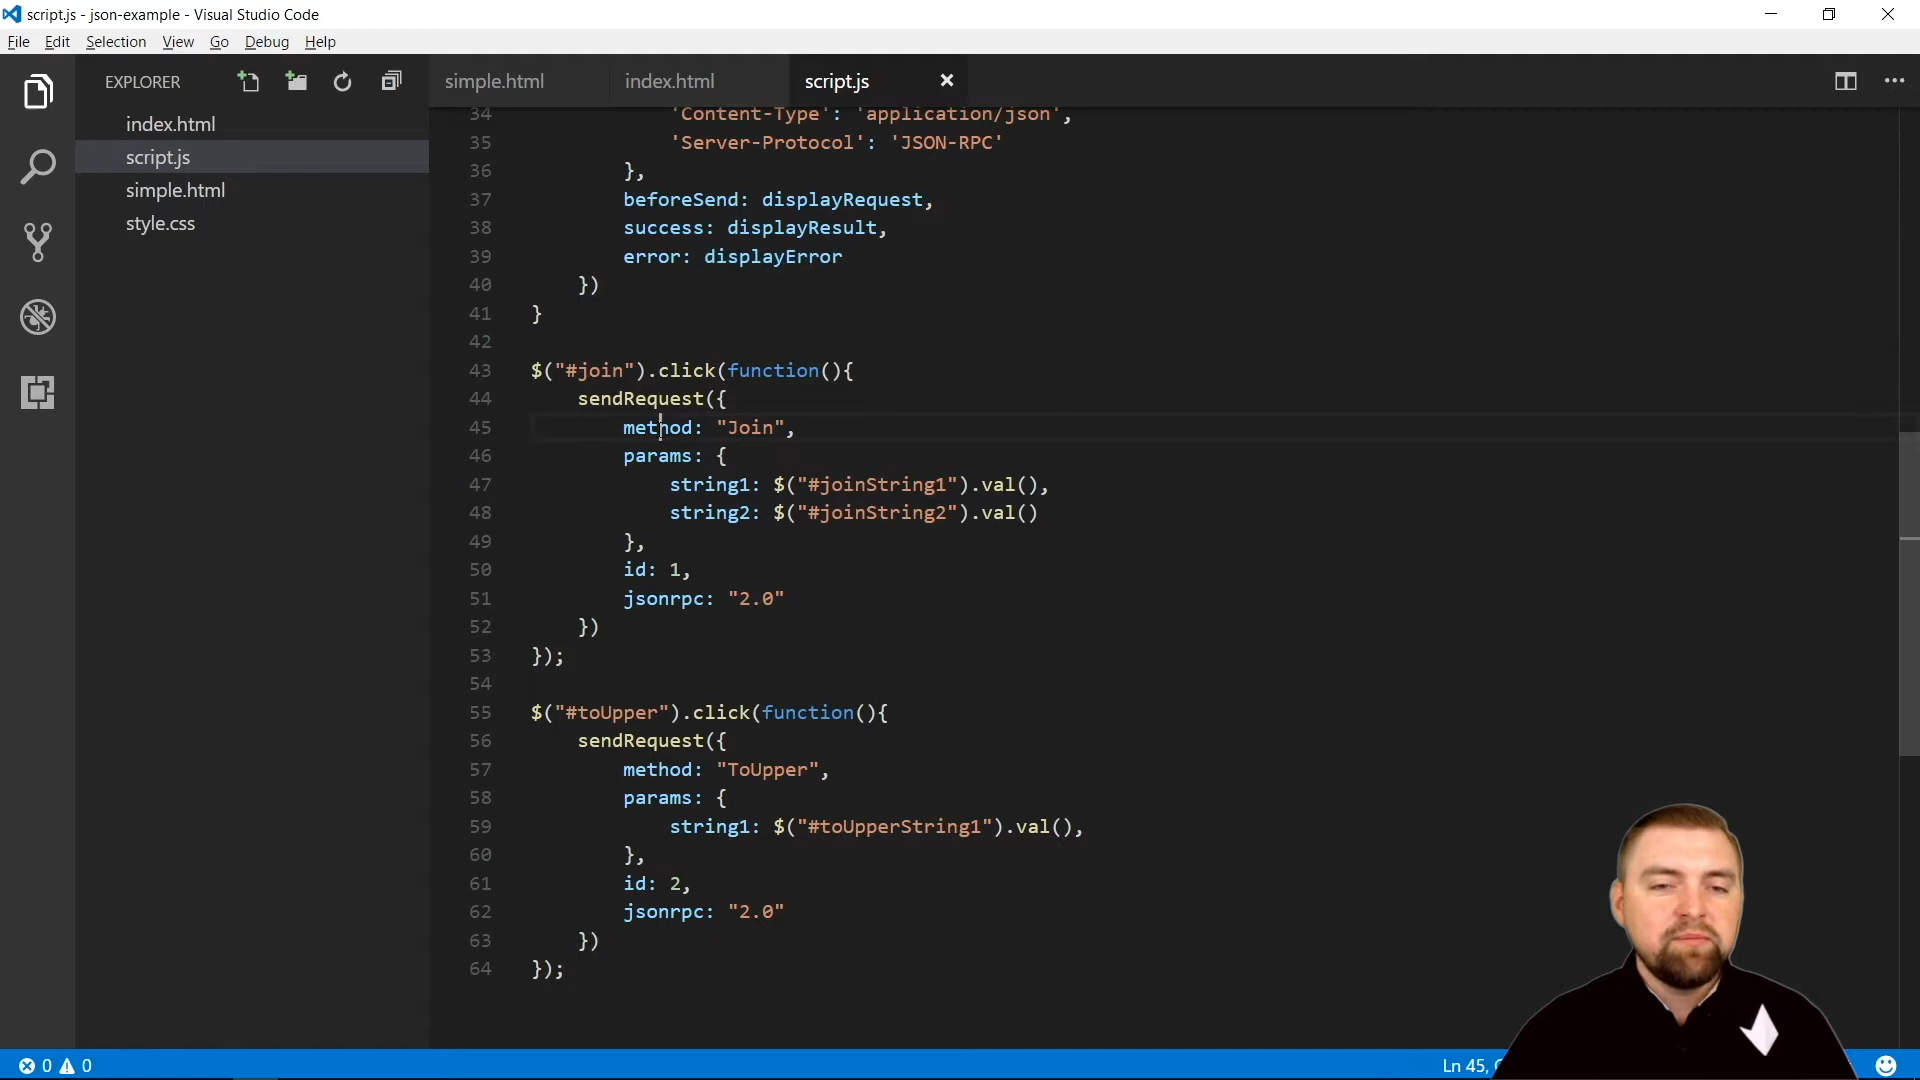 script.js - json-example - Visual Studio Code
File Edit Selection View Go Debug Help
EXPLORER
simple.html index.html script.js
index.html
script.js
simple.html
style.css
34 'Content-Type': 'application/json',
35 'Server-Protocol': 'JSON-RPC'
36 },
37 beforeSend: displayRequest,
38 success: displayResult,
39 error: displayError
40 })
41 }
42
43 $("#join").click(function(){
44 sendRequest({
45 method: "Join",
46 params: {
47 string1: $("#joinString1").val(),
48 string2: $("#joinString2").val()
49 },
50 id: 1,
51 jsonrpc: "2.0"
52 })
53 });
54
55 $("#toUpper").click(function(){
56 sendRequest({
57 method: "ToUpper",
58 params: {
59 string1: $("#toUpperString1").val(),
60 },
61 id: 2,
62 jsonrpc: "2.0"
63 })
64 });
0 0 Ln 45,